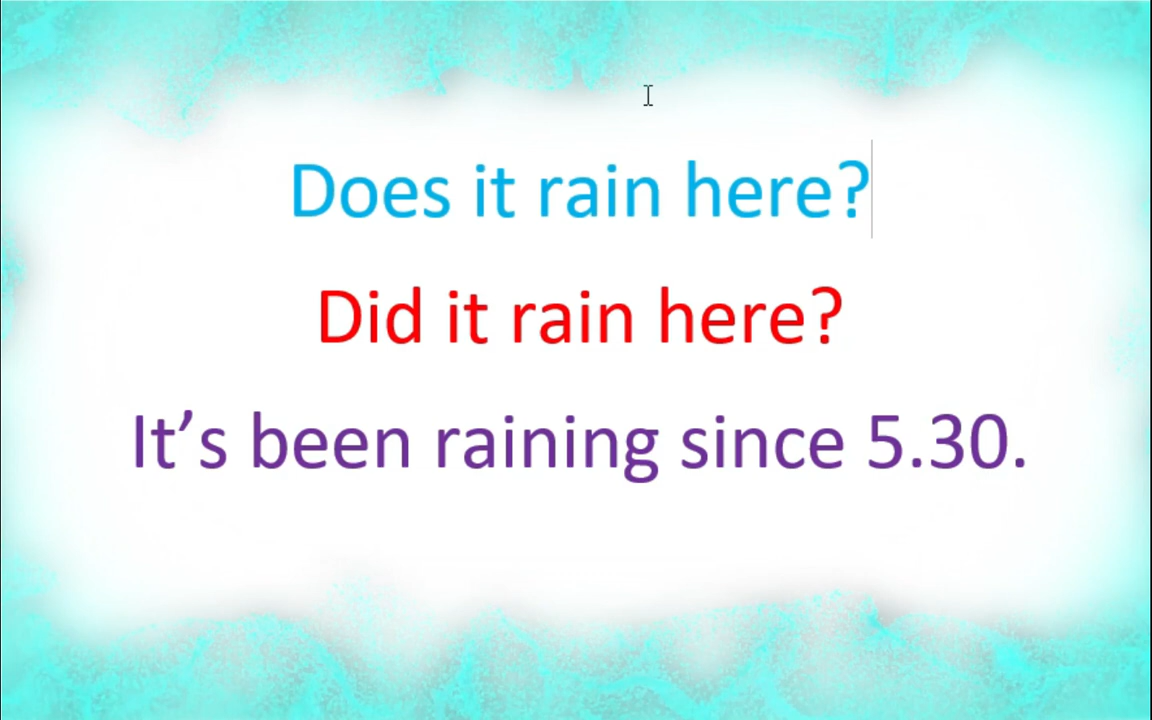 Does it rain here?
Did it rain here?
It’s been raining since 5.30.